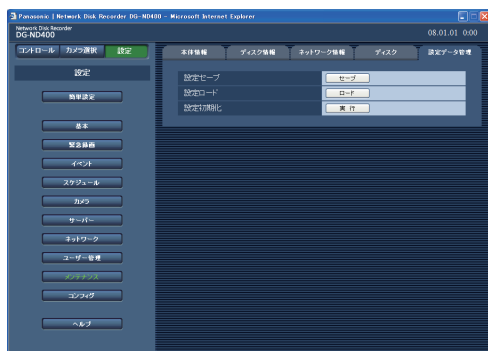 Panasonic | Network Disk Recorder DG-ND400 - Microsoft Internet Explorer
Network Disk Recorder
DG-ND400
08.01.01 0:00
コントロール カメラ選択 設定
本体情報 ディスク情報 ネットワーク情報 ディスク 設定データ管理
設定
設定セーブ セーブ
設定ロード ロード
設定初期化 実 行
簡単設定
基本
緊急録画
イベント
スケジュール
カメラ
サーバー
ネットワーク
ユーザー管理
メンテナンス
コンフィグ
ヘルプ